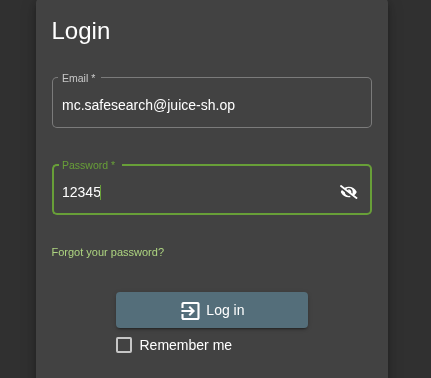 Login
Email *
mc.safesearch@juice-sh.op
Password *
12345
Forgot your password?
Log in
Remember me